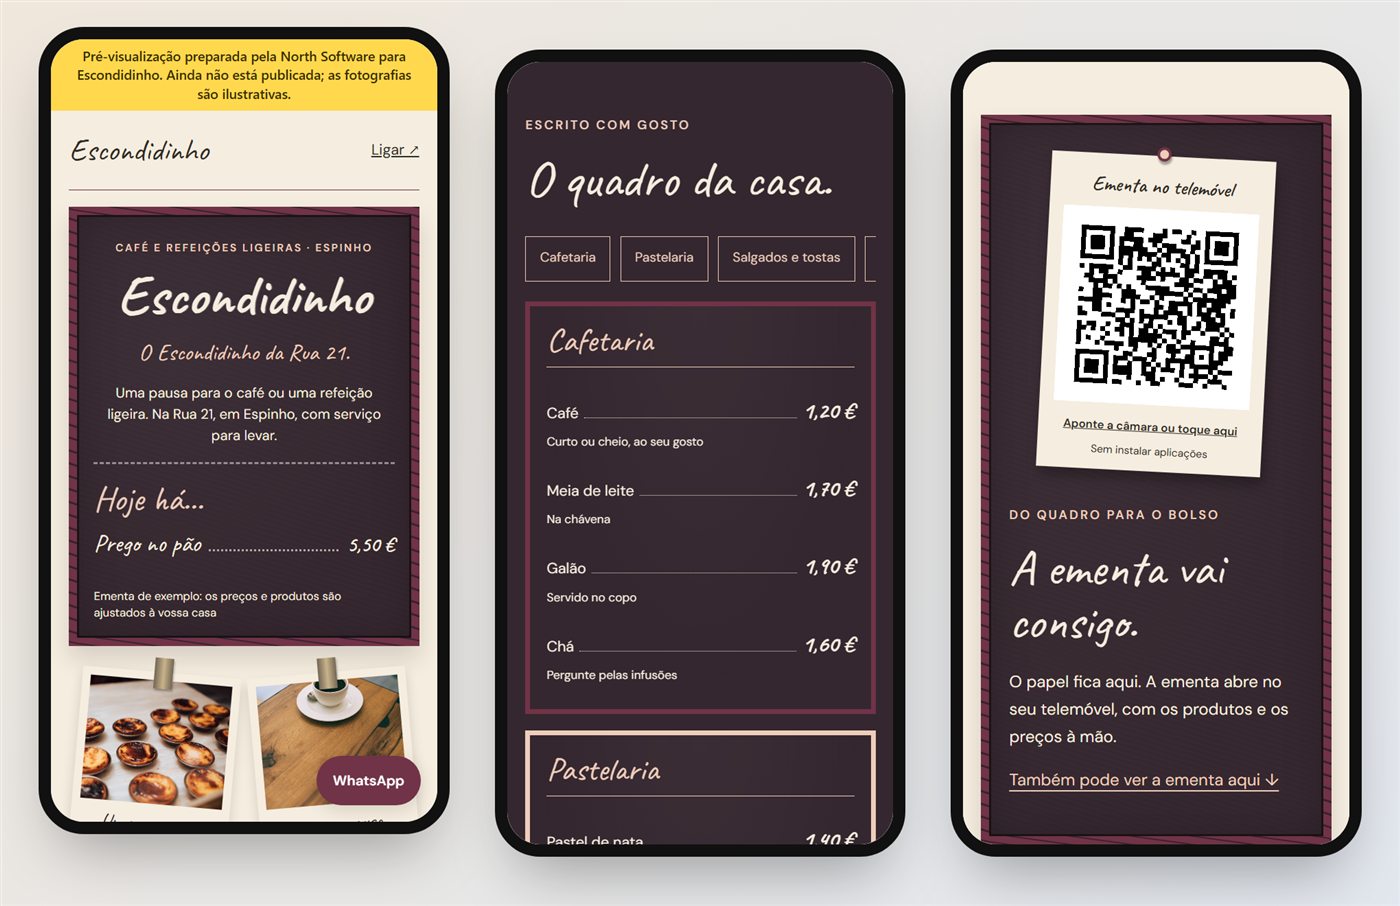 Pré-visualização preparada pela North Software para
Escondidinho. Ainda não está publicada; as fotografias
são ilustrativas.
Escondidinho
Ligar ↗
CAFÉ E REFEIÇÕES LIGEIRAS · ESPINHO
Escondidinho
O Escondidinho da Rua 21.
Uma pausa para o café ou uma refeição
ligeira. Na Rua 21, em Espinho, com serviço
para levar.
Hoje há...
Prego no pão 5,50 €
Ementa de exemplo: os preços e produtos são
ajustados à vossa casa
WhatsApp
ESCRITO COM GOSTO
O quadro da casa.
Cafetaria
Pastelaria
Salgados e tostas
Cafetaria
Café 1,20 €
Curto ou cheio, ao seu gosto
Meia de leite 1,70 €
Na chávena
Galão 1,90 €
Servido no copo
Chá 1,60 €
Pergunte pelas infusões
Pastelaria
Pastel de nata 1,40 €
Ementa no telemóvel
Aponte a câmara ou toque aqui
Sem instalar aplicações
DO QUADRO PARA O BOLSO
A ementa vai
consigo.
O papel fica aqui. A ementa abre no
seu telemóvel, com os produtos e os
preços à mão.
Também pode ver a ementa aqui ↓